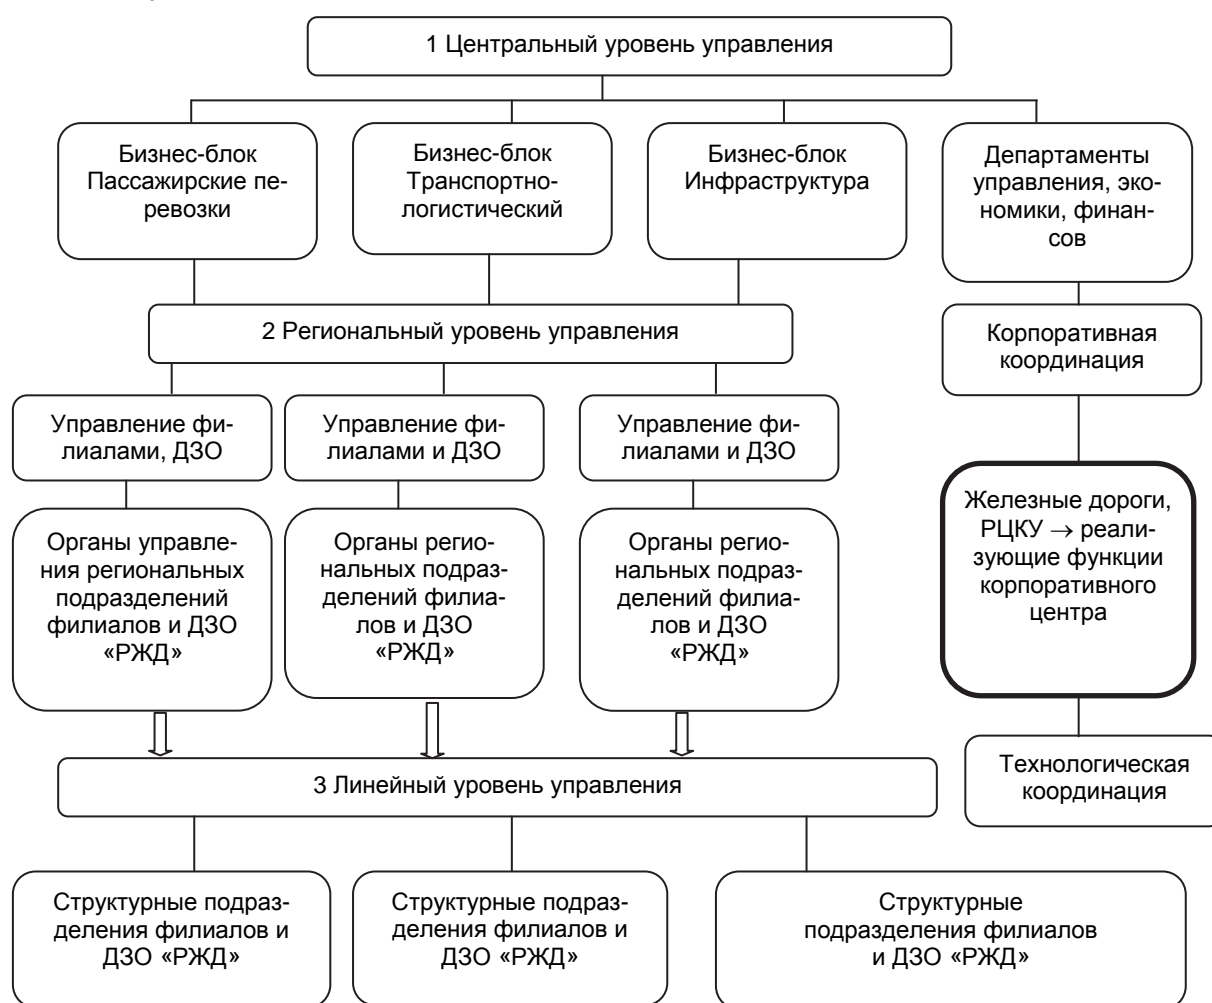 1 Центральный уровень управления
Бизнес-блок
Пассажирские пе-
ревозки
Бизнес-блок
Транспортно-
логистический
Бизнес-блок
Инфраструктура
Департаменты
управления, эко-
номики, финан-
сов
2 Региональный уровень управления
Корпоративная
координация
Управление фи-
лиалами, ДЗО
Управление фи-
лиалами и ДЗО
Управление фи-
лиалами и ДЗО
Железные дороги,
РЦКУ → реали-
зующие функции
корпоративного
центра
Органы управле-
ния региональных
подразделений
филиалов и ДЗО
«РЖД»
Органы регио-
нальных подраз-
делений филиа-
лов и ДЗО
«РЖД»
Органы регио-
нальных подраз-
делений филиа-
лов и ДЗО
«РЖД»
3 Линейный уровень управления
Технологическая
координация
Структурные подраз-
деления филиалов и
ДЗО «РЖД»
Структурные подраз-
деления филиалов и
ДЗО «РЖД»
Структурные
подразделения филиалов
и ДЗО «РЖД»